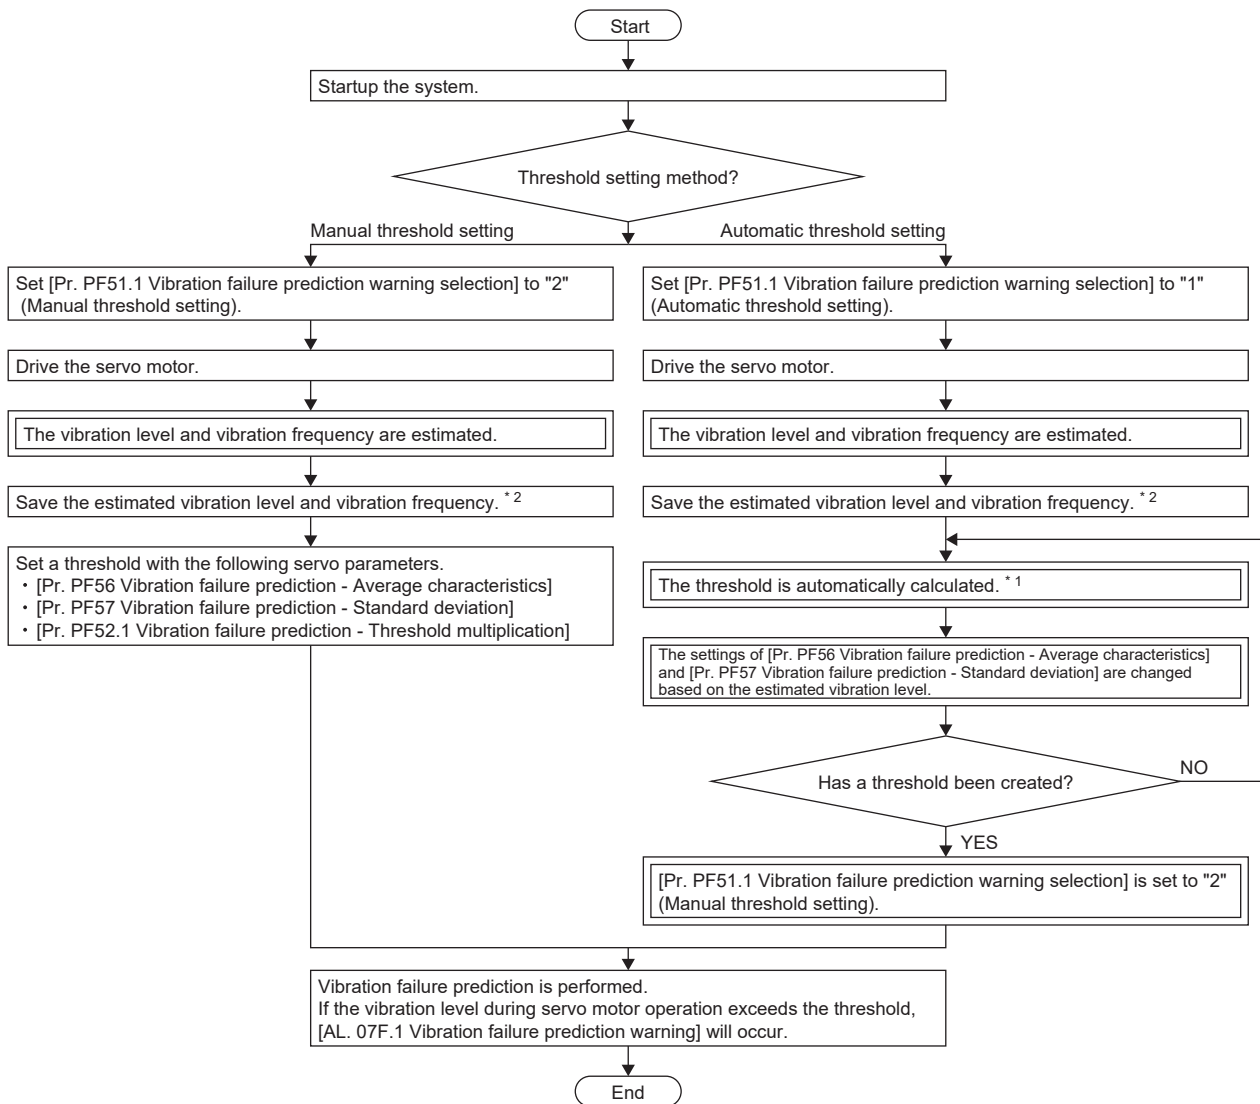 Start
Startup the system.
Threshold setting method?
Manual threshold setting
Automatic threshold setting
Set [Pr. PF51.1 Vibration failure prediction warning selection] to "2"
(Manual threshold setting).
Drive the servo motor.
The vibration level and vibration frequency are estimated.
Save the estimated vibration level and vibration frequency. * 2
Set a threshold with the following servo parameters.
・[Pr. PF56 Vibration failure prediction - Average characteristics]
・[Pr. PF57 Vibration failure prediction - Standard deviation]
・[Pr. PF52.1 Vibration failure prediction - Threshold multiplication]
Set [Pr. PF51.1 Vibration failure prediction warning selection] to "1"
(Automatic threshold setting).
Drive the servo motor.
The vibration level and vibration frequency are estimated.
Save the estimated vibration level and vibration frequency. * 2
The threshold is automatically calculated. * 1
The settings of [Pr. PF56 Vibration failure prediction - Average characteristics]
and [Pr. PF57 Vibration failure prediction - Standard deviation] are changed
based on the estimated vibration level.
Has a threshold been created?
NO
YES
[Pr. PF51.1 Vibration failure prediction warning selection] is set to "2"
(Manual threshold setting).
Vibration failure prediction is performed.
If the vibration level during servo motor operation exceeds the threshold,
[AL. 07F.1 Vibration failure prediction warning] will occur.
End